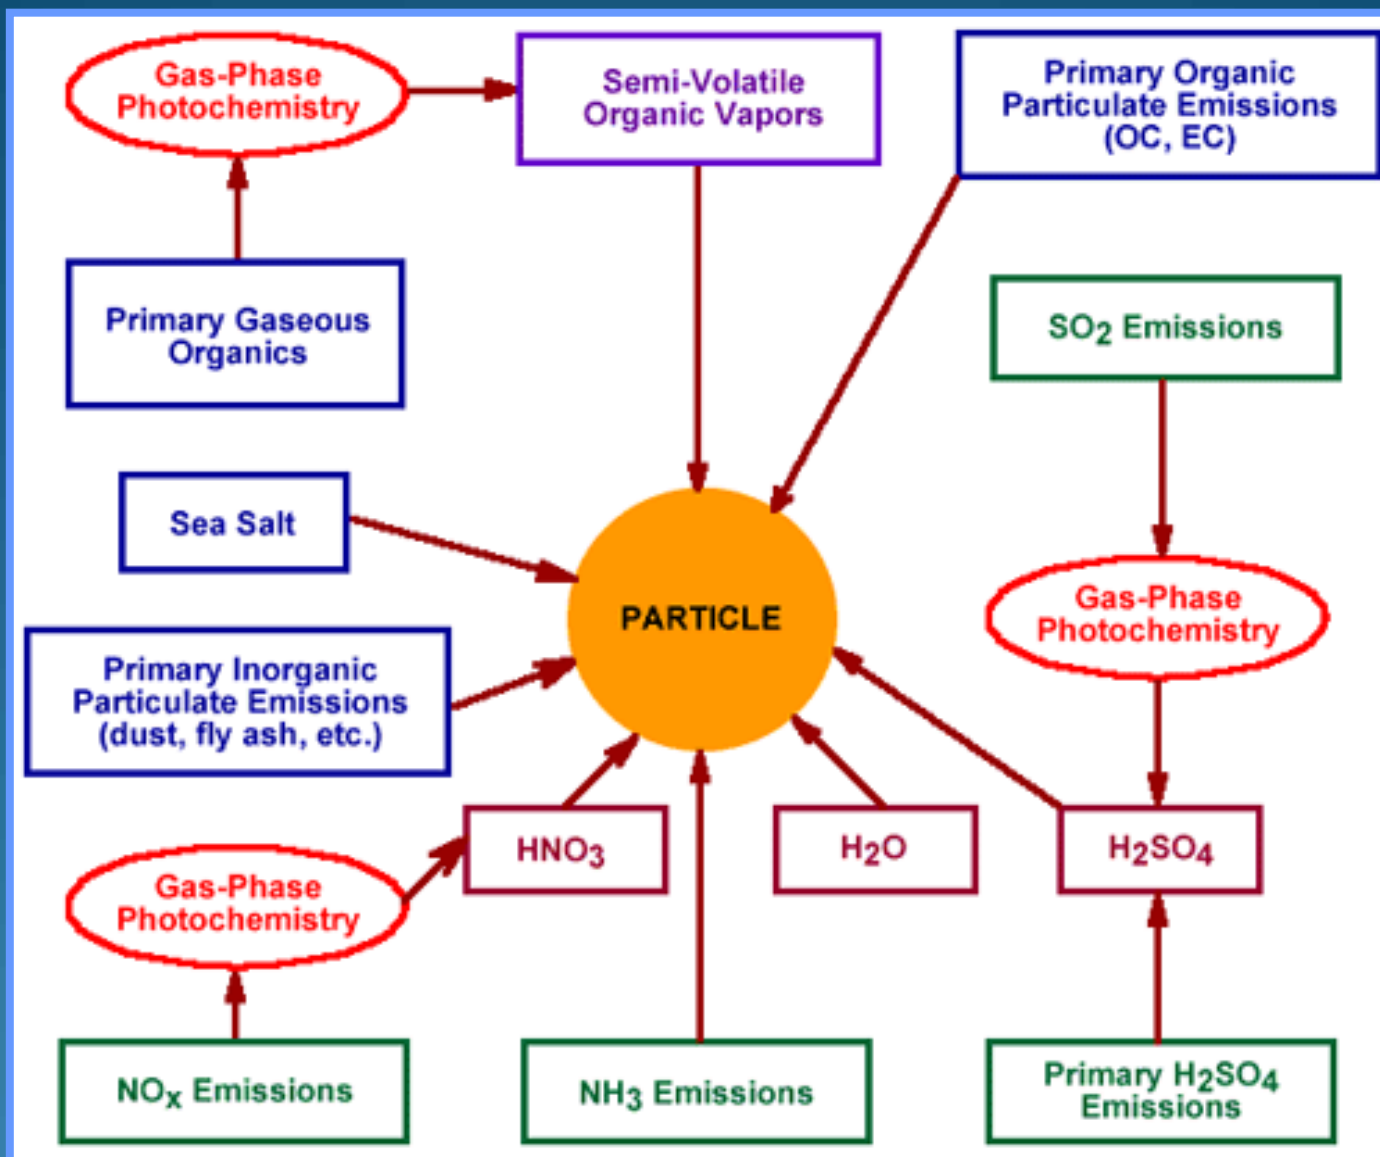 Gas-Phase
Photochemistry
Semi-Volatile
Organic Vapors
Primary Organic
Particulate Emissions
(OC, EC)
Primary Gaseous
Organics
SO2 Emissions
Sea Salt
PARTICLE
Gas-Phase
Photochemistry
Primary Inorganic
Particulate Emissions
(dust, fly ash, etc.)
HNO3
H2O
H2SO4
Gas-Phase
Photochemistry
NOx Emissions
NH3 Emissions
Primary H2SO4
Emissions